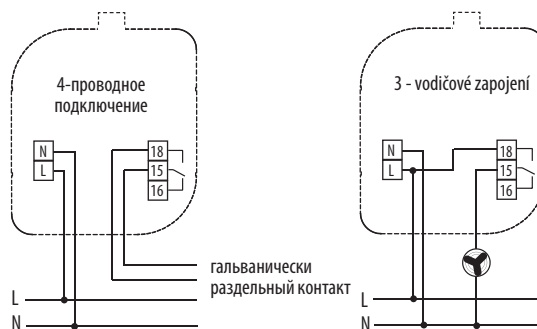 4-проводное
подключение
N
L
18
15
16
гальванически
раздельный контакт
L
N
3 - vodičové zapojení
N
L
18
15
16
L
N